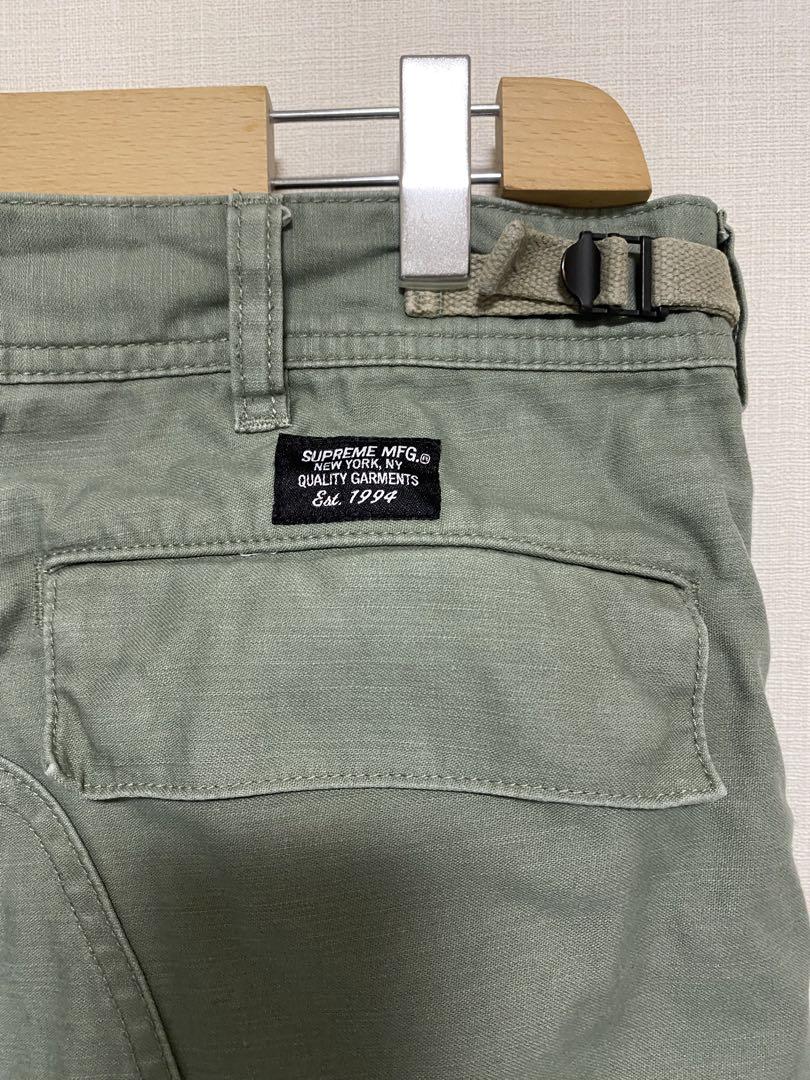 SUPREME MFG.®
NEW YORK, NY
QUALITY GARMENTS
Est. 1994